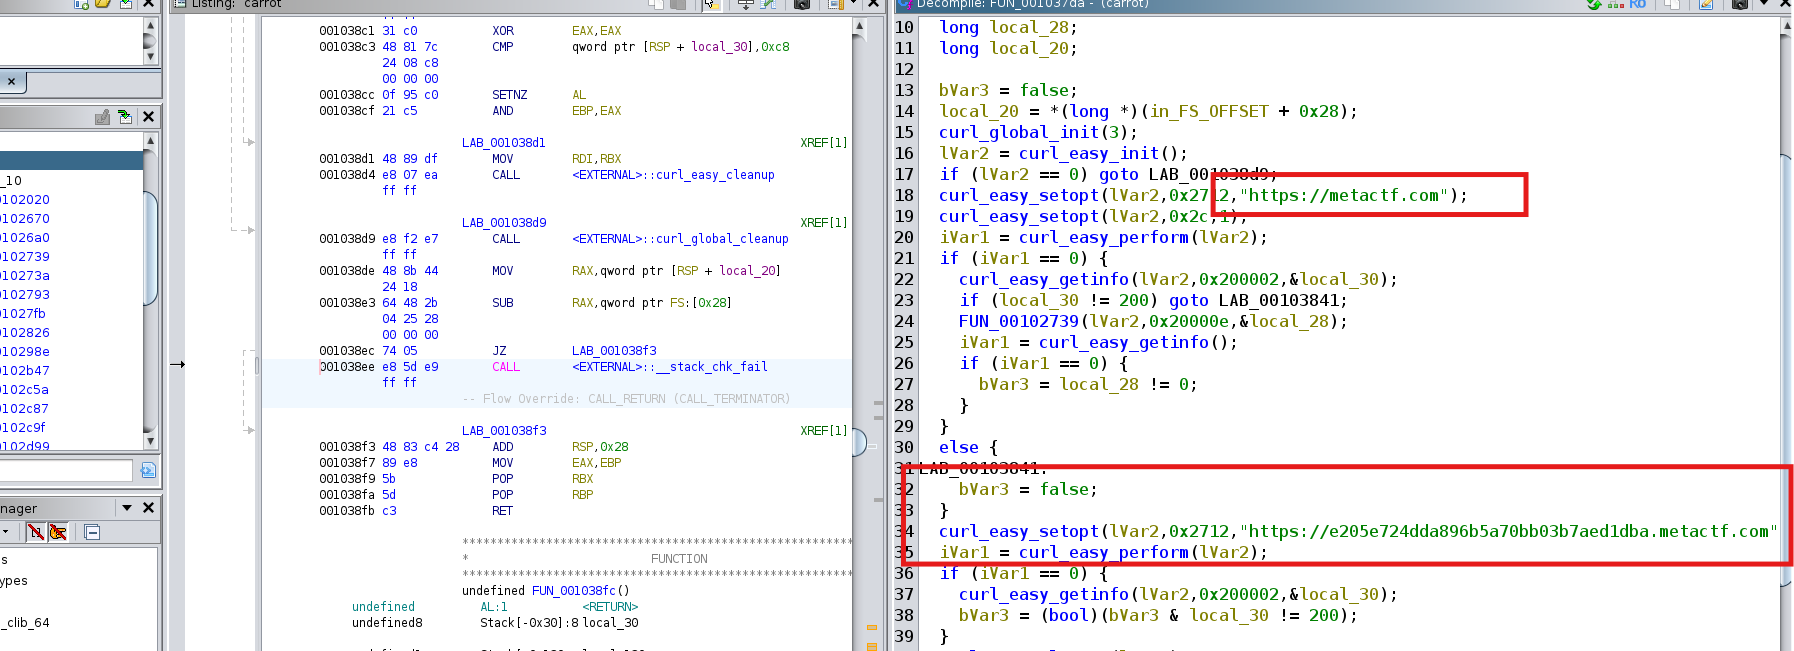 Listing: carrot
001038c1 31 c0 XOR EAX,EAX
001038c3 48 81 7c CMP qword ptr [RSP + local_30],0xc8
24 08 c8
00 00 00
001038cc 0f 95 c0 SETNZ AL
001038cf 21 c5 AND EBP,EAX
LAB_001038d1 XREF[1]
001038d1 48 89 df MOV RDI,RBX
001038d4 e8 07 ea CALL <EXTERNAL>::curl_easy_cleanup
ff ff
LAB_001038d9 XREF[1]
001038d9 e8 f2 e7 CALL <EXTERNAL>::curl_global_cleanup
ff ff
001038de 48 8b 44 MOV RAX,qword ptr [RSP + local_20]
24 18
001038e3 64 48 2b SUB RAX,qword ptr FS:[0x28]
04 25 28
00 00 00
001038ec 74 05 JZ LAB_001038f3
001038ee e8 5d e9 CALL <EXTERNAL>::__stack_chk_fail
ff ff
-- Flow Override: CALL_RETURN (CALL_TERMINATOR)
LAB_001038f3 XREF[1]
001038f3 48 83 c4 28 ADD RSP,0x28
001038f7 89 e8 MOV EAX,EBP
001038f9 5b POP RBX
001038fa 5d POP RBP
001038fb c3 RET
* FUNCTION
undefined FUN_001038fc()
undefined AL:1 <RETURN>
undefined8 Stack[-0x30]:8 local_30
_10
0102020
0102670
01026a0
0102739
010273a
0102793
01027fb
0102826
010298e
0102b47
0102c5a
0102c87
0102c9f
0102d99
nager
s
ypes
_clib_64
Decompile: FUN_001037da - (carrot)
10 long local_28;
11 long local_20;
12
13 bVar3 = false;
14 local_20 = *(long *)(in_FS_OFFSET + 0x28);
15 curl_global_init(3);
16 lVar2 = curl_easy_init();
17 if (lVar2 == 0) goto LAB_001038d9;
18 curl_easy_setopt(lVar2,0x2712,"https://metactf.com");
19 curl_easy_setopt(lVar2,0x2c,1);
20 iVar1 = curl_easy_perform(lVar2);
21 if (iVar1 == 0) {
22 curl_easy_getinfo(lVar2,0x200002,&local_30);
23 if (local_30 != 200) goto LAB_00103841;
24 FUN_00102739(lVar2,0x20000e,&local_28);
25 iVar1 = curl_easy_getinfo();
26 if (iVar1 == 0) {
27 bVar3 = local_28 != 0;
28 }
29 }
30 else {
31 LAB_00103841:
32 bVar3 = false;
33 }
34 curl_easy_setopt(lVar2,0x2712,"https://e205e724dda896b5a70bb03b7aed1dba.metactf.com"
35 iVar1 = curl_easy_perform(lVar2);
36 if (iVar1 == 0) {
37 curl_easy_getinfo(lVar2,0x200002,&local_30);
38 bVar3 = (bool)(bVar3 & local_30 != 200);
39 }